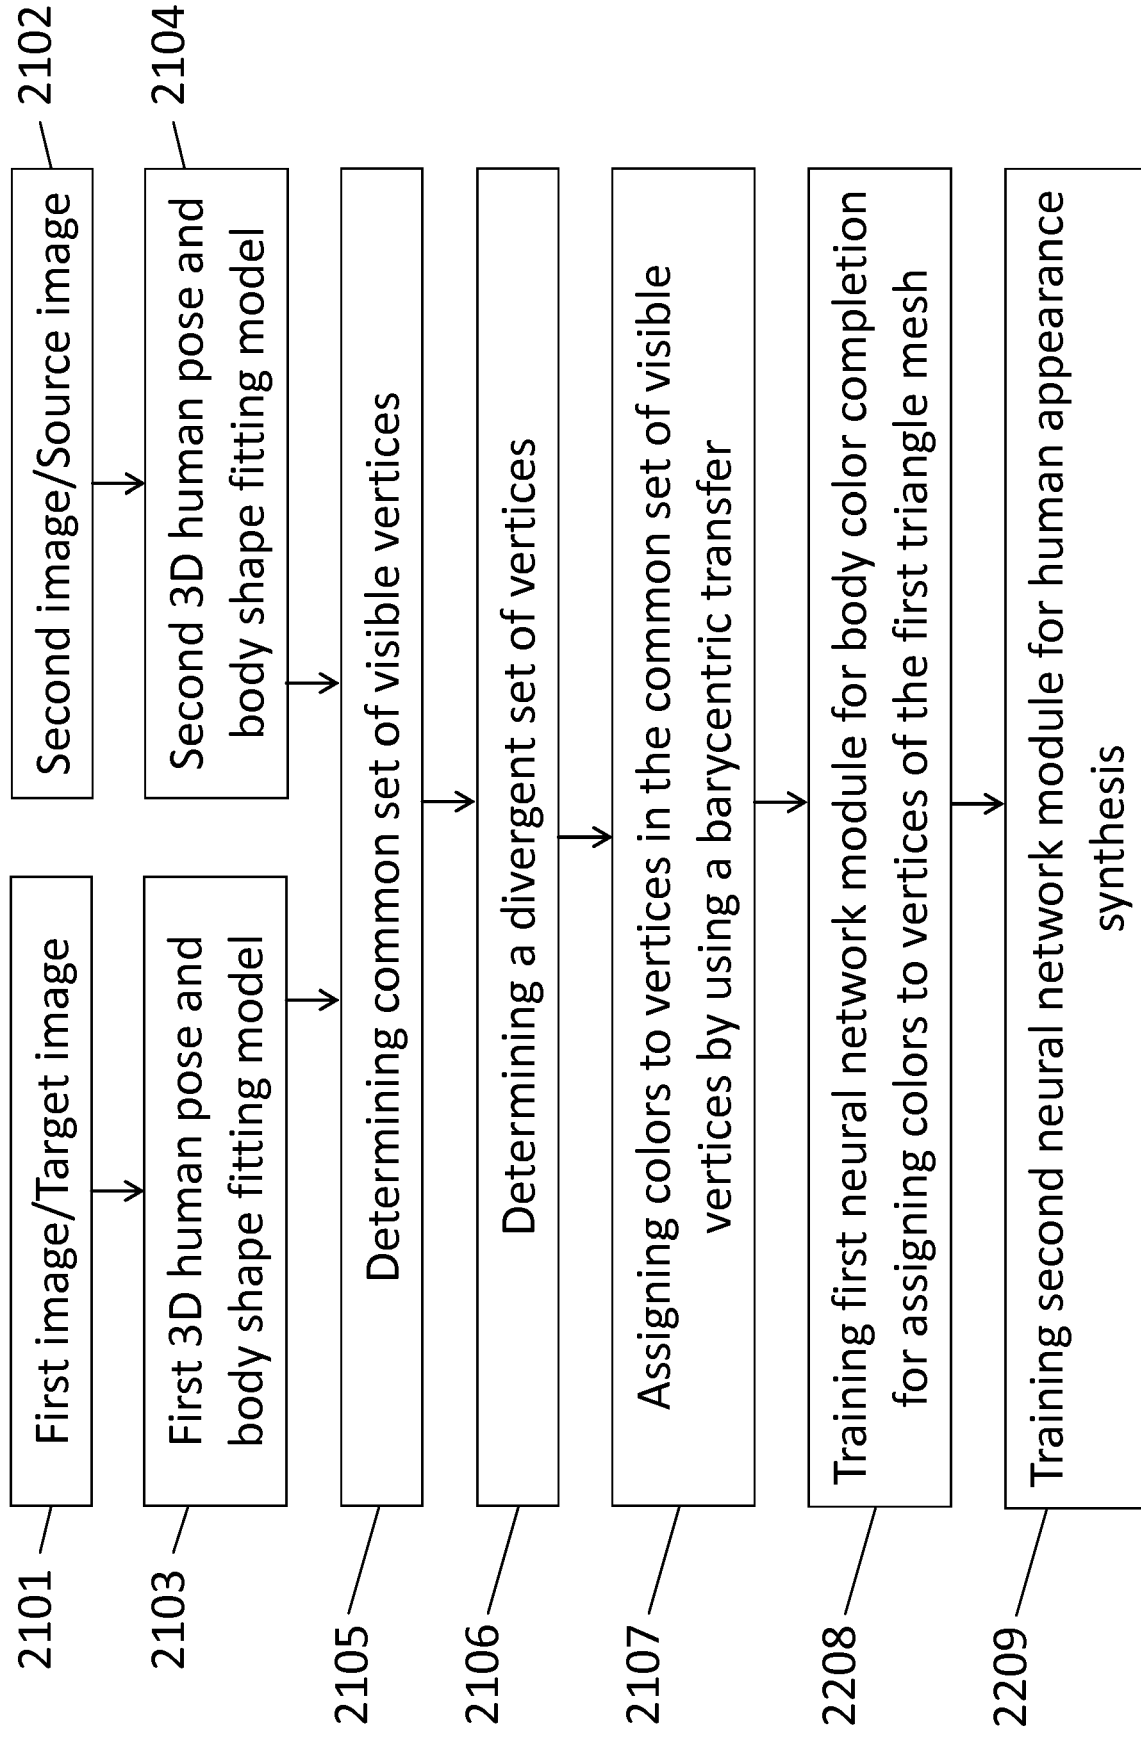 2101
First image/Target image
Second image/Source image
2102
2103
First 3D human pose and
body shape fitting model
Second 3D human pose and
body shape fitting model
2104
2105
Determining common set of visible vertices
2106
Determining a divergent set of vertices
2107
Assigning colors to vertices in the common set of visible
vertices by using a barycentric transfer
2208
Training first neural network module for body color completion
for assigning colors to vertices of the first triangle mesh
2209
Training second neural network module for human appearance
synthesis